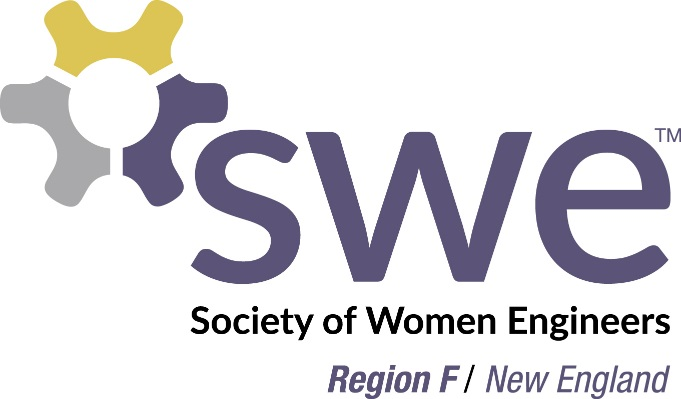 swe™
Society of Women Engineers
Region F / New England